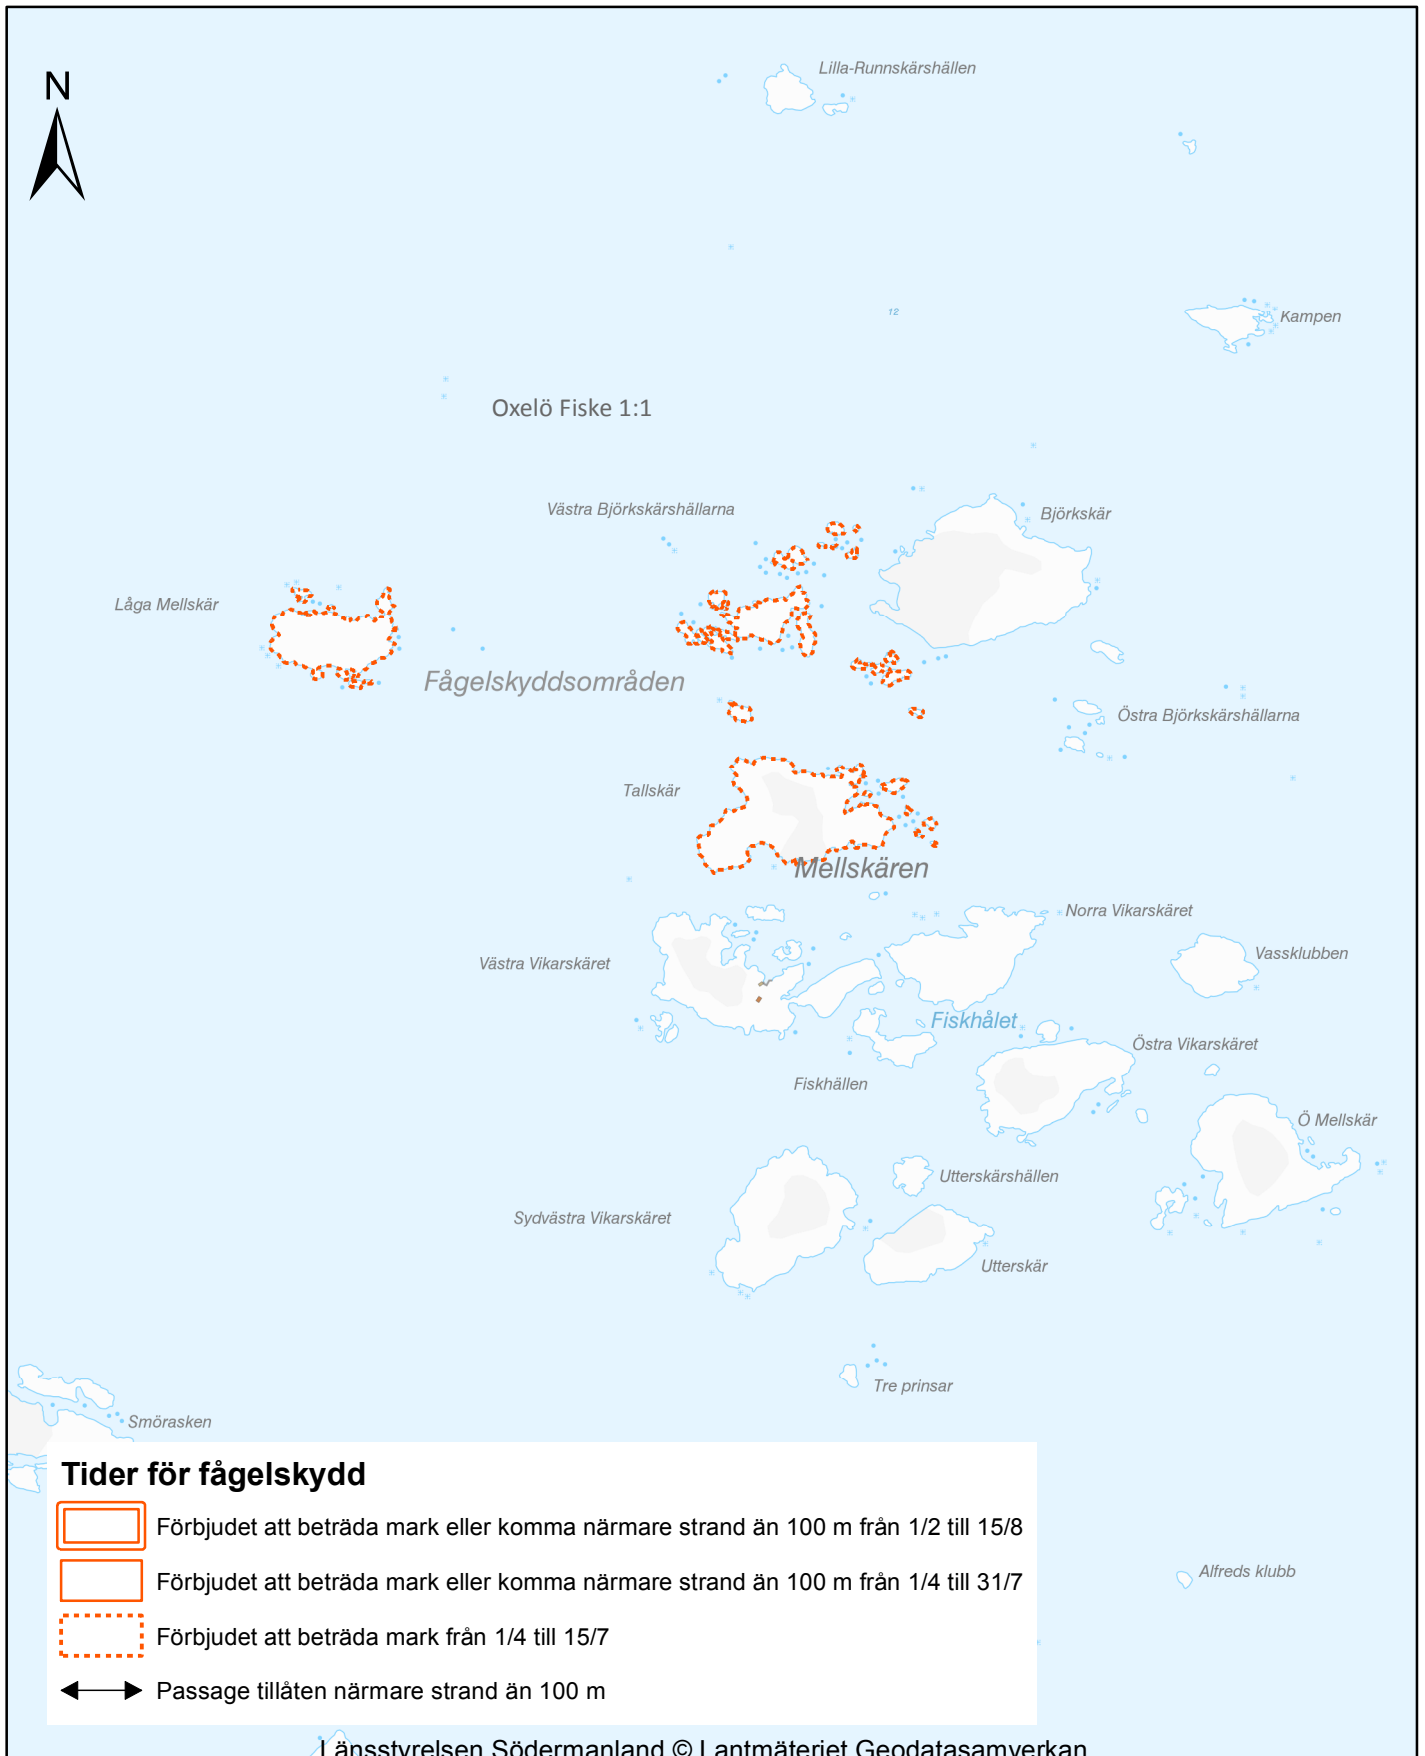 N
Lilla-Runnskärshällen
12
Kampen
Oxelö Fiske 1:1
Västra Björkskärshällarna
Björkskär
Låga Mellskär
Fågelskyddsområden
Östra Björkskärshällarna
Tallskär
Mellskären
Norra Vikarskäret
Västra Vikarskäret
Vassklubben
Fiskhålet
Östra Vikarskäret
Fiskhällen
Ö Mellskär
Utterskärshällen
Sydvästra Vikarskäret
Utterskär
Tre prinsar
Smörasken
Tider för fågelskydd
Förbjudet att beträda mark eller komma närmare strand än 100 m från 1/2 till 15/8
Förbjudet att beträda mark eller komma närmare strand än 100 m från 1/4 till 31/7
Alfreds klubb
Förbjudet att beträda mark från 1/4 till 15/7
Passage tillåten närmare strand än 100 m
Länsstyrelsen Södermanland © Lantmäteriet Geodatasamverkan